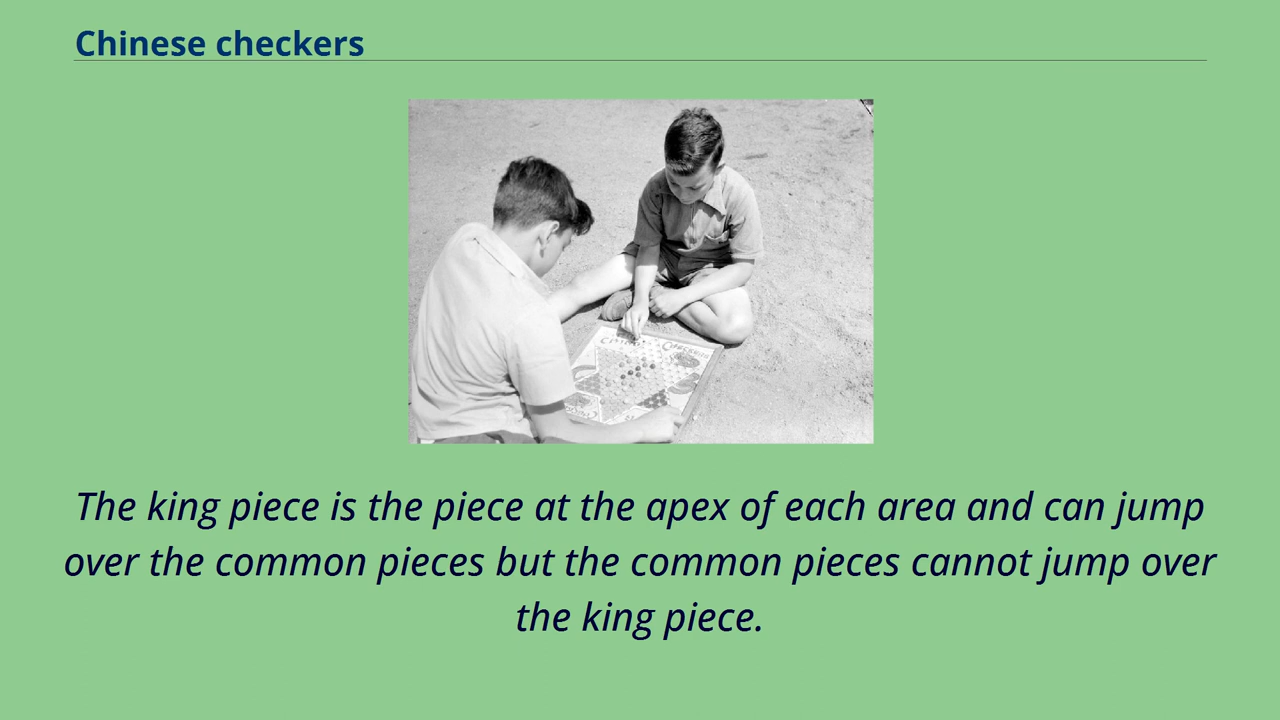 Chinese checkers
The king piece is the piece at the apex of each area and can jump
over the common pieces but the common pieces cannot jump over
the king piece.